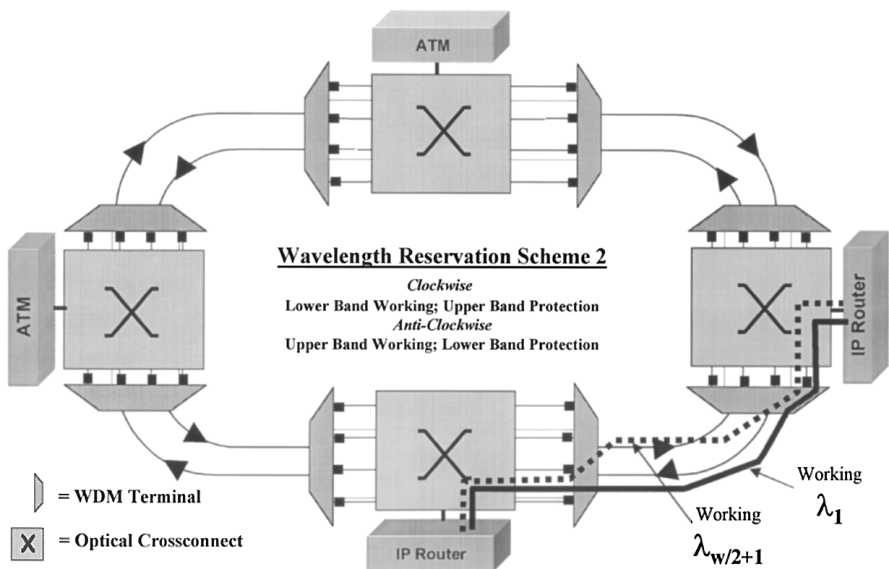 ATM
Wavelength Reservation Scheme 2
Clockwise
Lower Band Working; Upper Band Protection
Anti-Clockwise
Upper Band Working; Lower Band Protection
ATM
IP Router
Working
λ1
Working
λw/2+1
IP Router
= WDM Terminal
= Optical Crossconnect